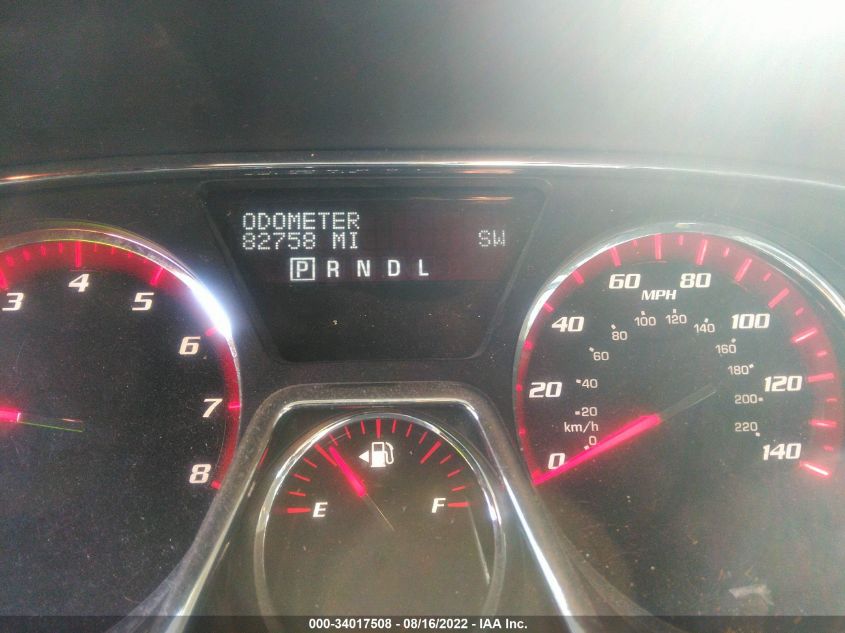 ODOMETER
82758 MI SW
P R N D L
3 4 5 6 7 8
E F
0 20 40 60 80 100 120 140
MPH
km/h
0 20 40 60 80 100 120 140 160 180 200 220
000-34017508 - 08/16/2022 - IAA Inc.